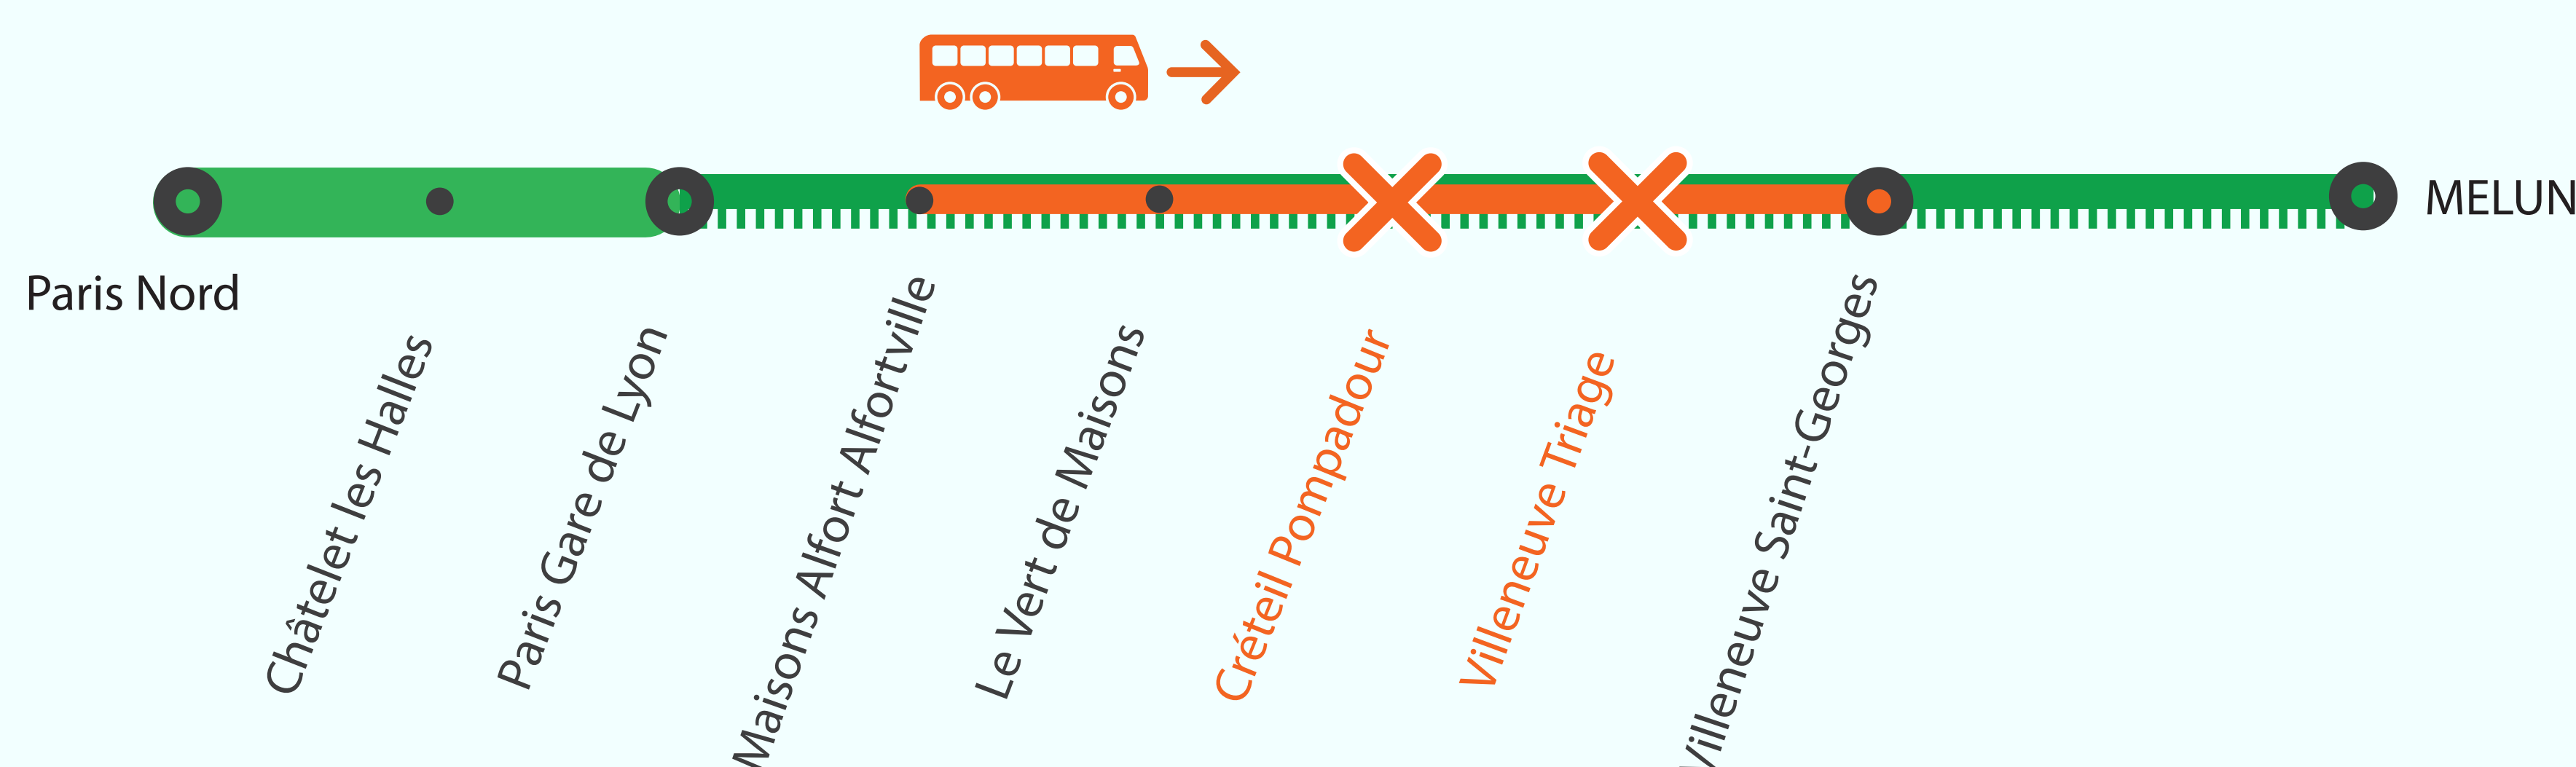 Paris Nord
Châtelet les Halles
Paris Gare de Lyon
Maisons Alfort Alfortville
Le Vert de Maisons
Créteil Pompadour
Villeneuve Triage
Villeneuve Saint-Georges
MELUN